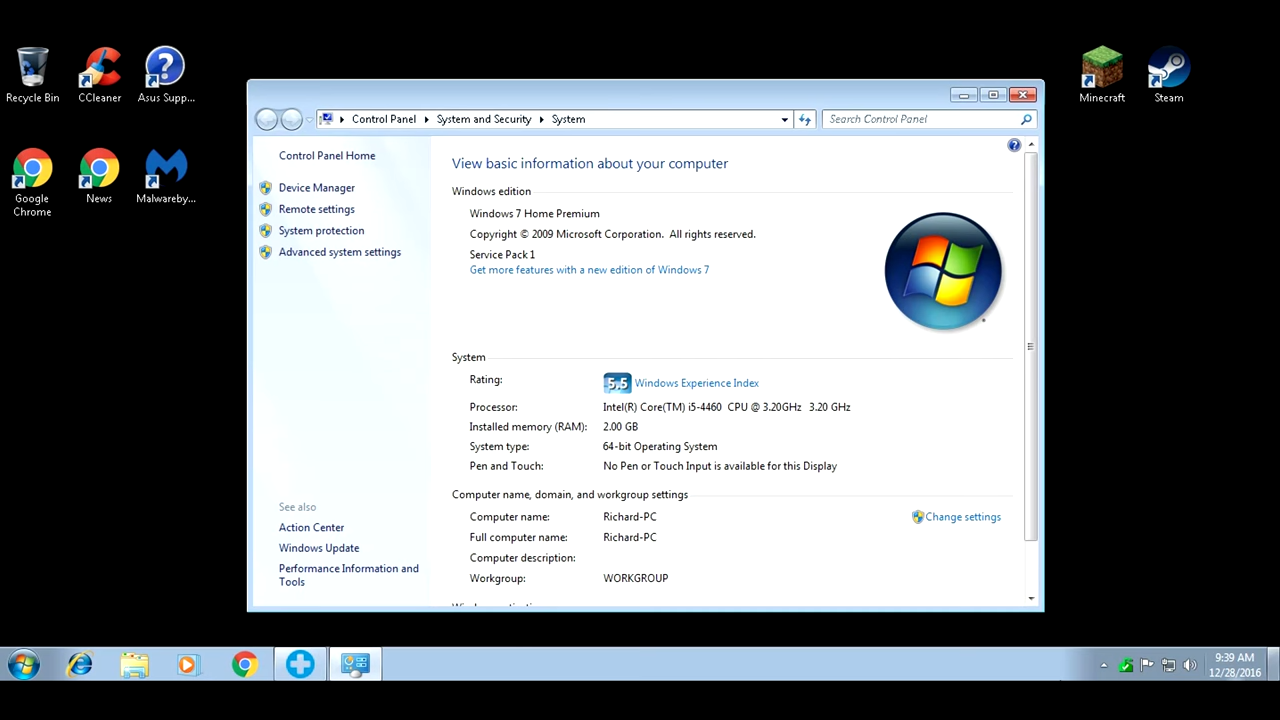 Recycle Bin
CCleaner
Asus Supp...
Minecraft
Steam
Google
Chrome
News
Malwareby...
Control Panel
System and Security
System
Search Control Panel
Control Panel Home
Device Manager
Remote settings
System protection
Advanced system settings
See also
Action Center
Windows Update
Performance Information and
Tools
View basic information about your computer
Windows edition
Windows 7 Home Premium
Copyright © 2009 Microsoft Corporation. All rights reserved.
Service Pack 1
Get more features with a new edition of Windows 7
System
Rating: 5.5 Windows Experience Index
Processor: Intel(R) Core(TM) i5-4460 CPU @ 3.20GHz 3.20 GHz
Installed memory (RAM): 2.00 GB
System type: 64-bit Operating System
Pen and Touch: No Pen or Touch Input is available for this Display
Computer name, domain, and workgroup settings
Computer name: Richard-PC
Change settings
Full computer name: Richard-PC
Computer description:
Workgroup: WORKGROUP
9:39 AM
12/28/2016